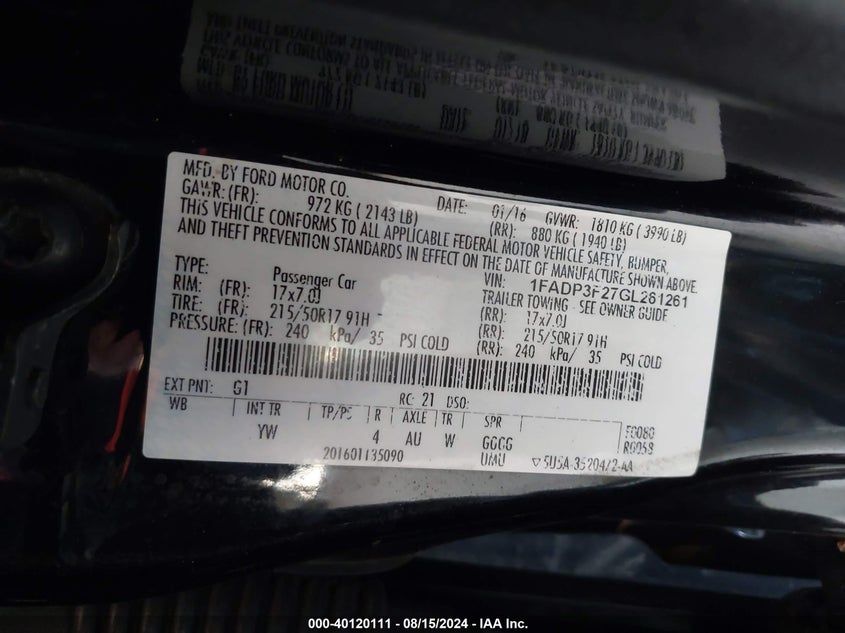 MFD. BY FORD MOTOR CO.
DATE: 01/16 GVWR: 1810 KG ( 3990 LB)
GAWR: (FR): 972 KG ( 2143 LB) (RR): 880 KG ( 1940 LB)
THIS VEHICLE CONFORMS TO ALL APPLICABLE FEDERAL MOTOR VEHICLE SAFETY, BUMPER,
AND THEFT PREVENTION STANDARDS IN EFFECT ON THE DATE OF MANUFACTURE SHOWN ABOVE.
VIN: 1FADP3F27GL261261
TYPE: Passenger Car TRAILER TOWING - SEE OWNER GUIDE
RIM: (FR): 17x7.0J (RR): 17x7.0J
TIRE: (FR): 215/50R17 91H (RR): 215/50R17 91H
PRESSURE: (FR): 240 kPa/ 35 PSI COLD (RR): 240 kPa/ 35 PSI COLD
EXT PNT: G1 RC: 21 DSO:
WB INT TR TP/PS R AXLE TR SPR
YW 4 AU W GGGG
201601135090 UMU
000-40120111 - 08/15/2024 - IAA Inc.